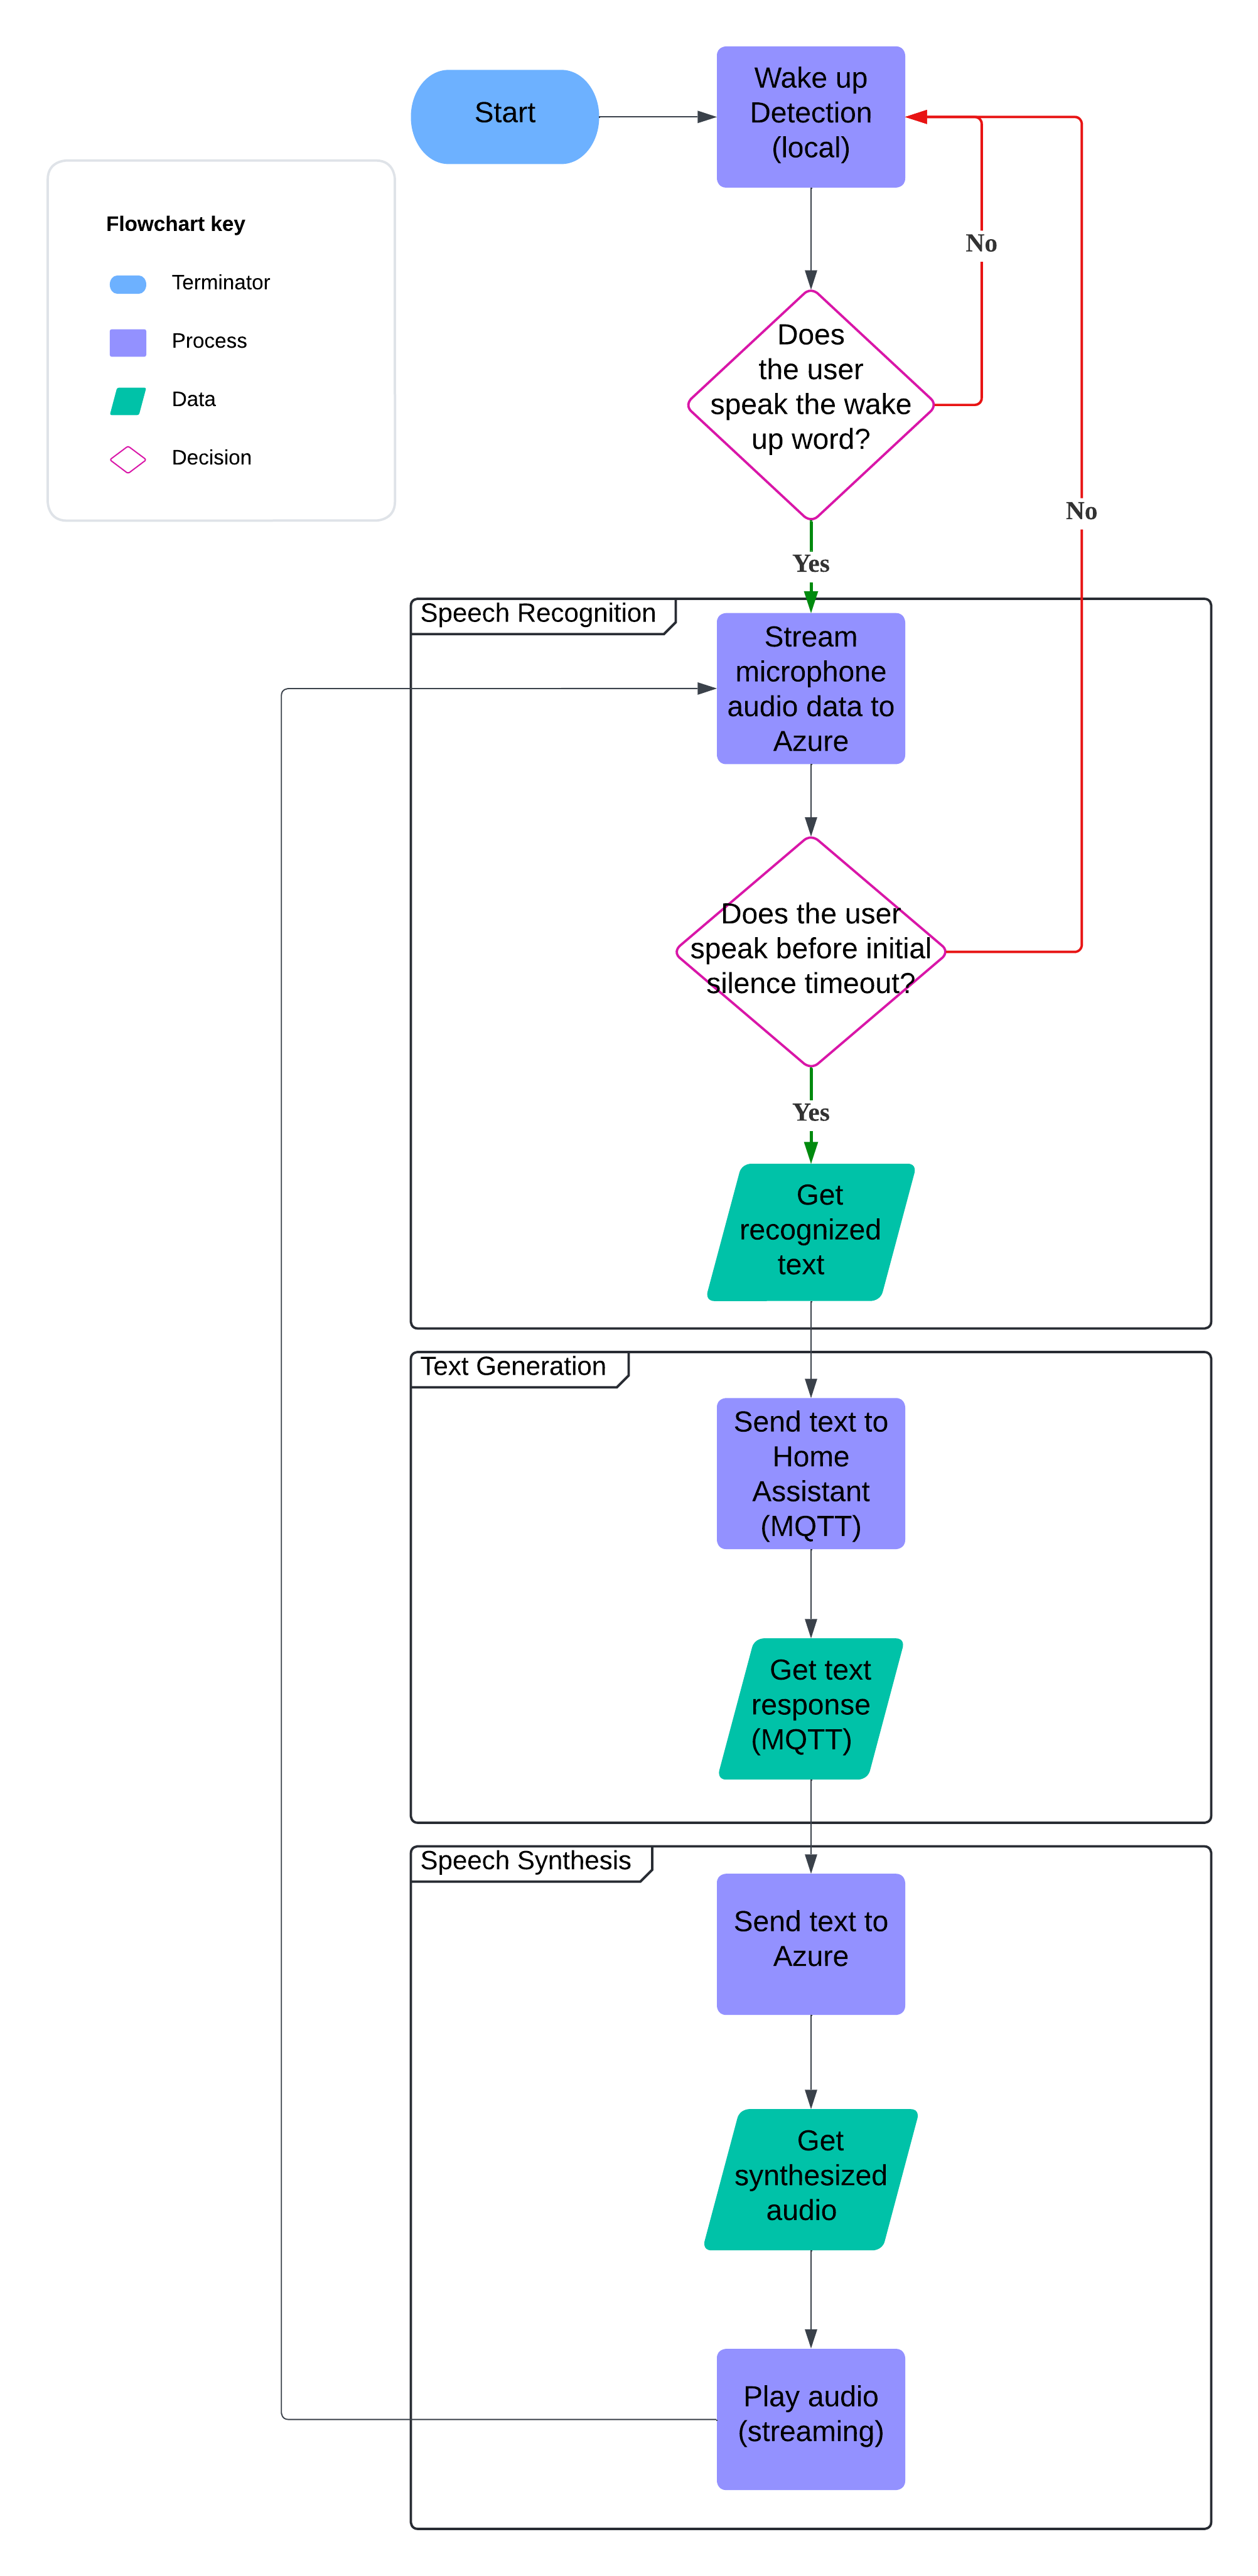 Start
Wake up
Detection
(local)
Flowchart key
Terminator
Process
Data
Decision
No
Does
the user
speak the wake
up word?
No
Yes
Speech Recognition
Stream
microphone
audio data to
Azure
Does the user
speak before initial
silence timeout?
Yes
Get
recognized
text
Text Generation
Send text to
Home
Assistant
(MQTT)
Get text
response
(MQTT)
Speech Synthesis
Send text to
Azure
Get
synthesized
audio
Play audio
(streaming)